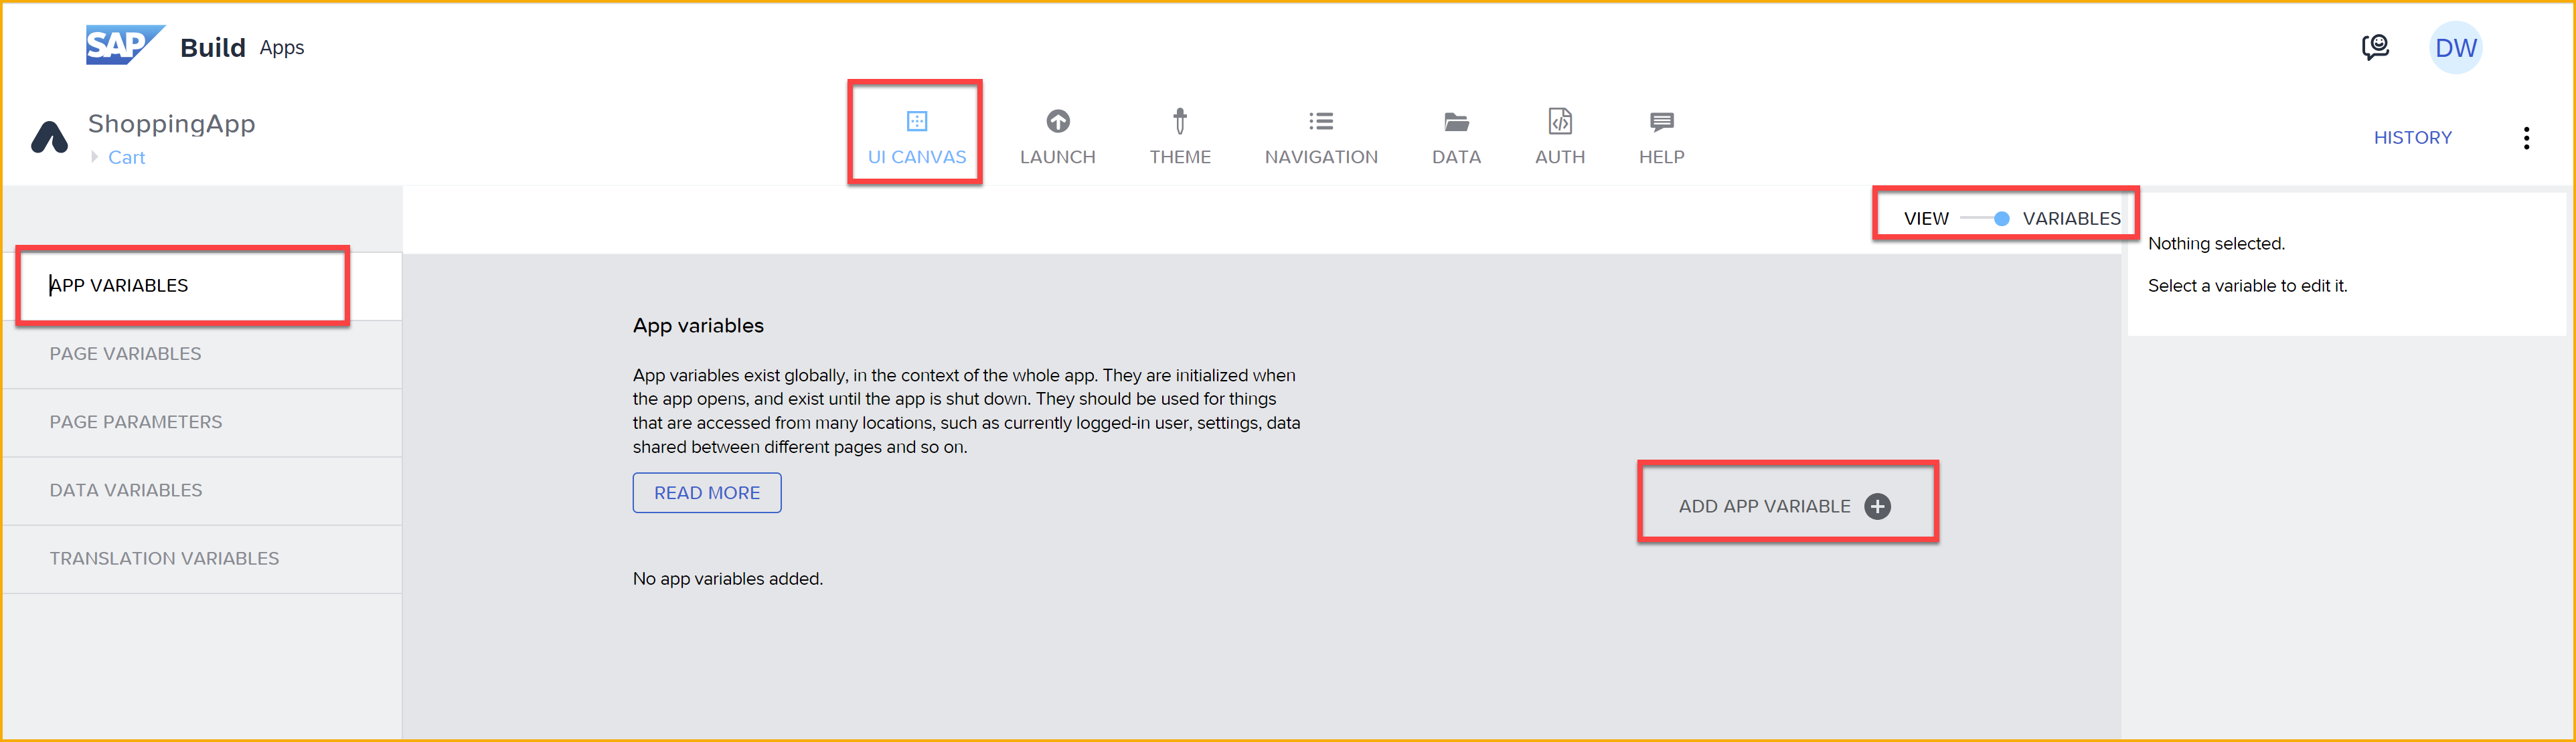 SAP Build Apps
DW
ShoppingApp
Cart
UI CANVAS
LAUNCH
THEME
NAVIGATION
DATA
AUTH
HELP
HISTORY
VIEW VARIABLES
Nothing selected.
Select a variable to edit it.
APP VARIABLES
PAGE VARIABLES
PAGE PARAMETERS
DATA VARIABLES
TRANSLATION VARIABLES
App variables
App variables exist globally, in the context of the whole app. They are initialized when
the app opens, and exist until the app is shut down. They should be used for things
that are accessed from many locations, such as currently logged-in user, settings, data
shared between different pages and so on.
READ MORE
ADD APP VARIABLE
No app variables added.